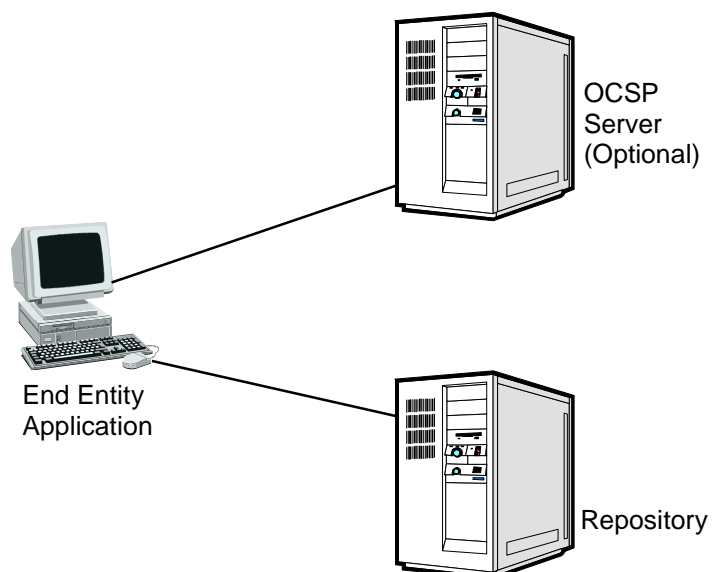 OCSP
Server
(Optional)
End Entity
Application
Repository